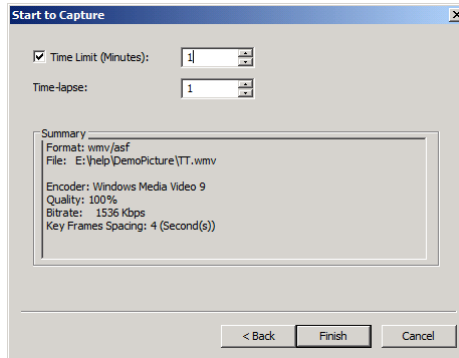 Start to Capture
Time Limit (Minutes): 1
Time-lapse: 1
Summary
Format: wmv/asf
File: E:\help\DemoPicture\TT.wmv
Encoder: Windows Media Video 9
Quality: 100%
Bitrate: 1536 Kbps
Key Frames Spacing: 4 (Second(s))
< Back Finish Cancel